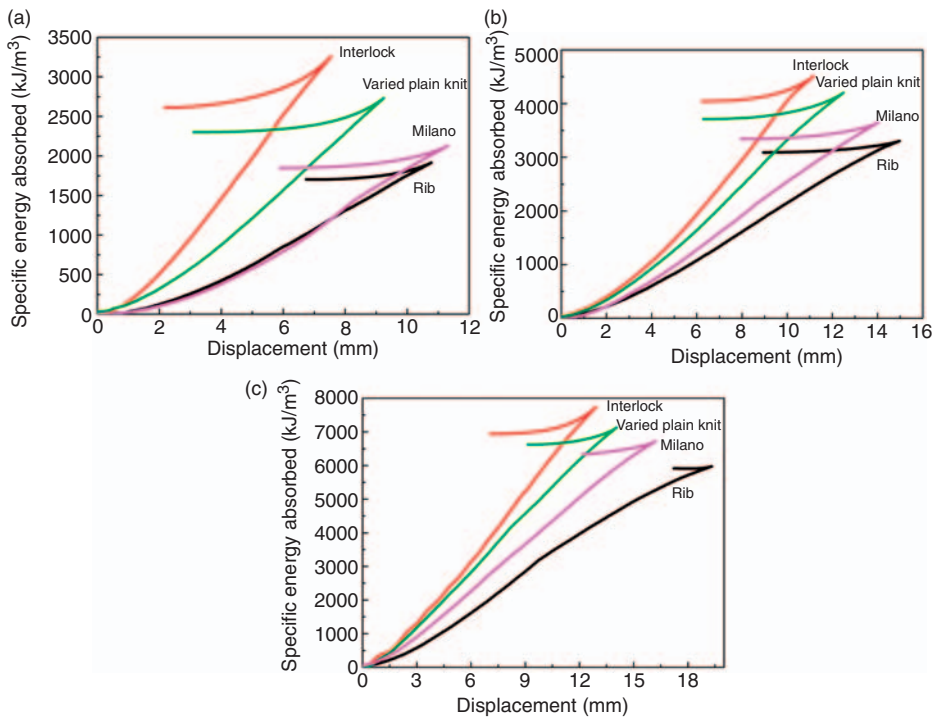 (a)
3500
3000
2500
2000
1750
1250
500
0
Specific energy absorbed (kJ/m³)
Interlock
Varied plain knit
Milano
Rib
0 2 4 6 8 10 12
Displacement (mm)
(b)
5000
4000
3000
2000
1000
0
Specific energy absorbed (kJ/m³)
Interlock
Varied plain knit
Milano
Rib
0 2 4 6 8 10 12 14 16
Displacement (mm)
(c)
8000
7000
6000
5000
4000
3000
2000
1000
0
Specific energy absorbed (kJ/m³)
Interlock
Varied plain knit
Milano
Rib
0 3 6 9 12 15 18
Displacement (mm)